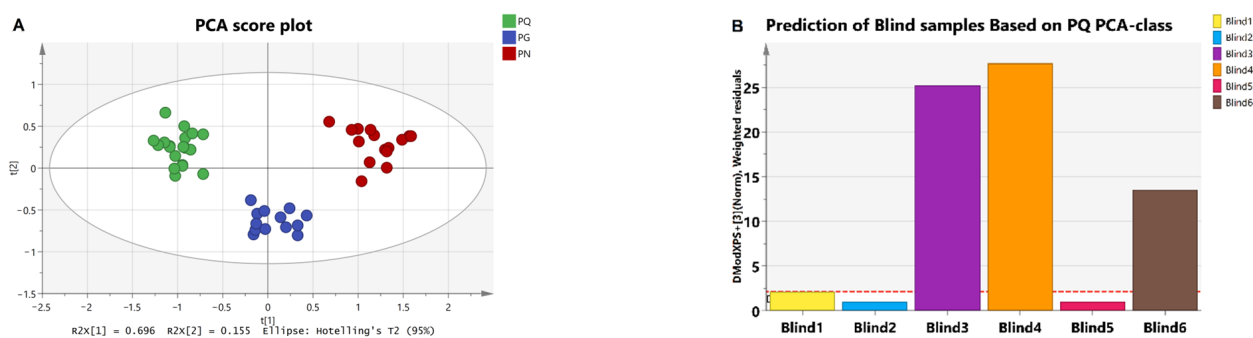 A
PCA score plot
PQ
PG
PN
t[2]
1
0.5
0
−0.5
−1
−1.5
−2.5
−2
−1.5
−1
−0.5
0
0.5
1
1.5
2
t[1]
R2X[1] = 0.696 R2X[2] = 0.155 Ellipse: Hotelling's T2 (95%)
B
Prediction of Blind samples Based on PQ PCA-class
Blind1
Blind2
Blind3
Blind4
Blind5
Blind6
DModXPS+[3](Norm), Weighted residuals
25
20
15
10
5
0
Blind1
Blind2
Blind3
Blind4
Blind5
Blind6